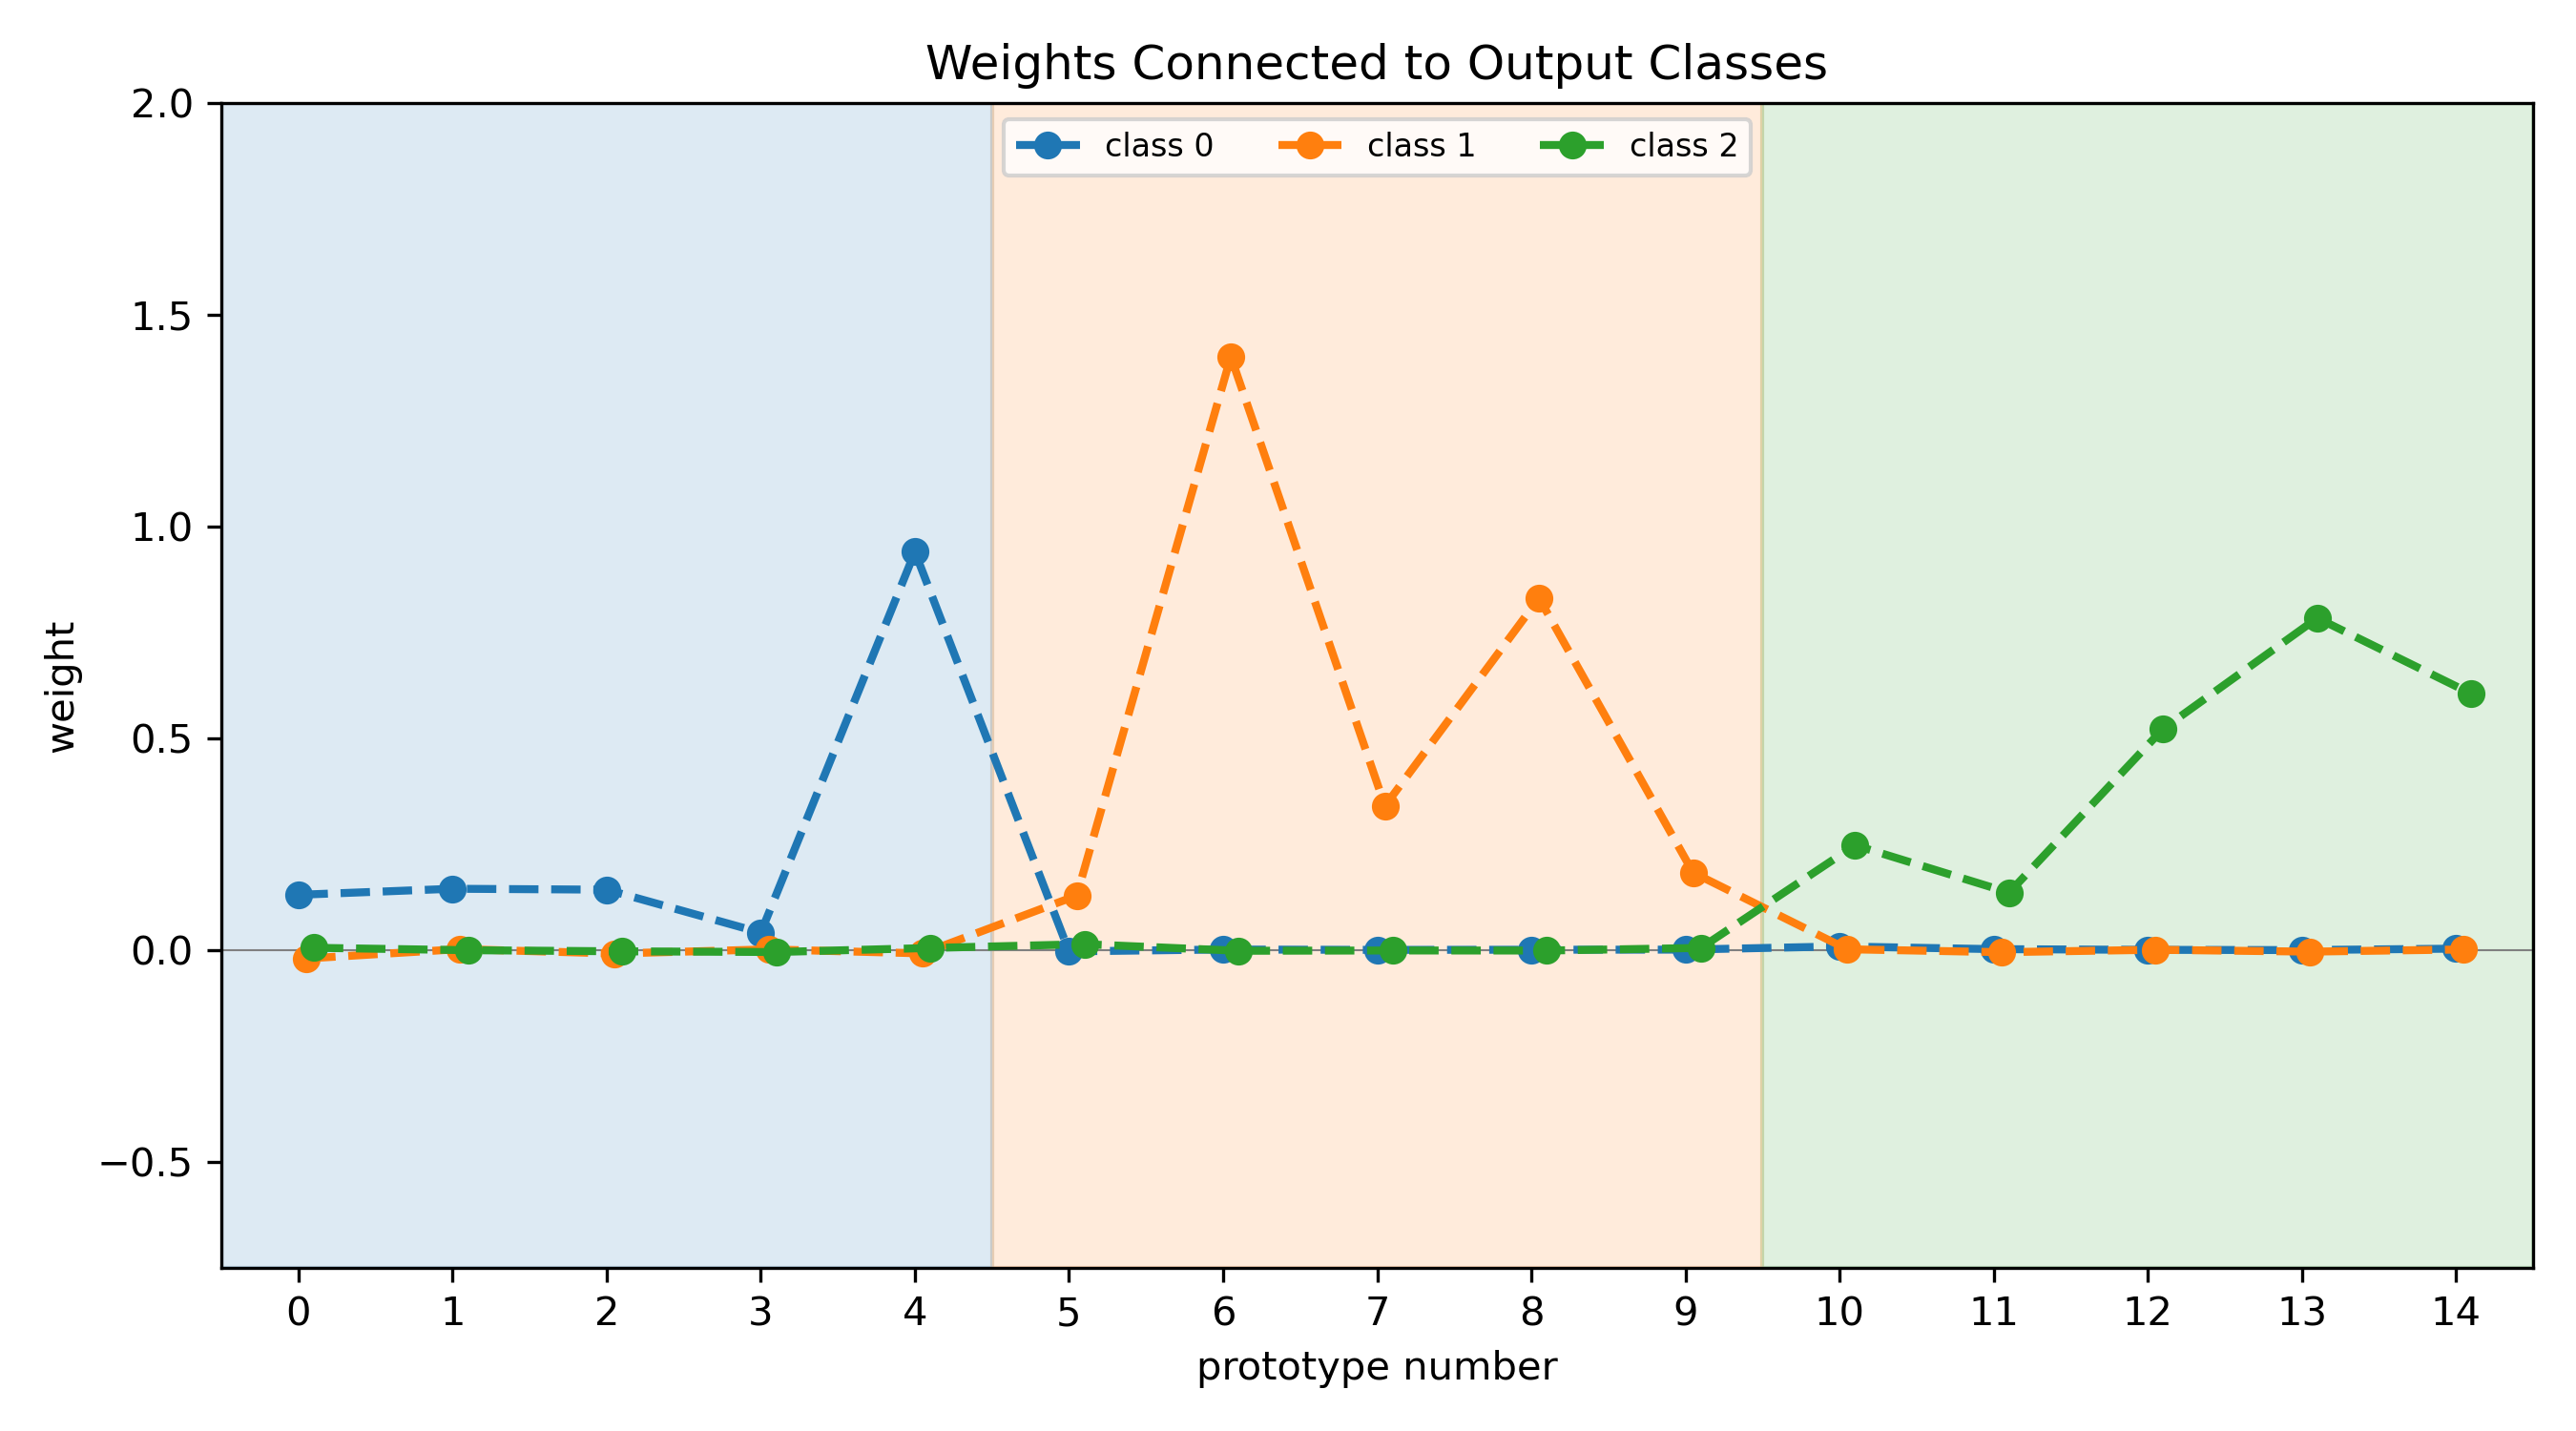 Weights Connected to Output Classes
class 0 class 1 class 2
weight
2.0
1.5
1.0
0.5
0.0
−0.5
0 1 2 3 4 5 6 7 8 9 10 11 12 13 14
prototype number